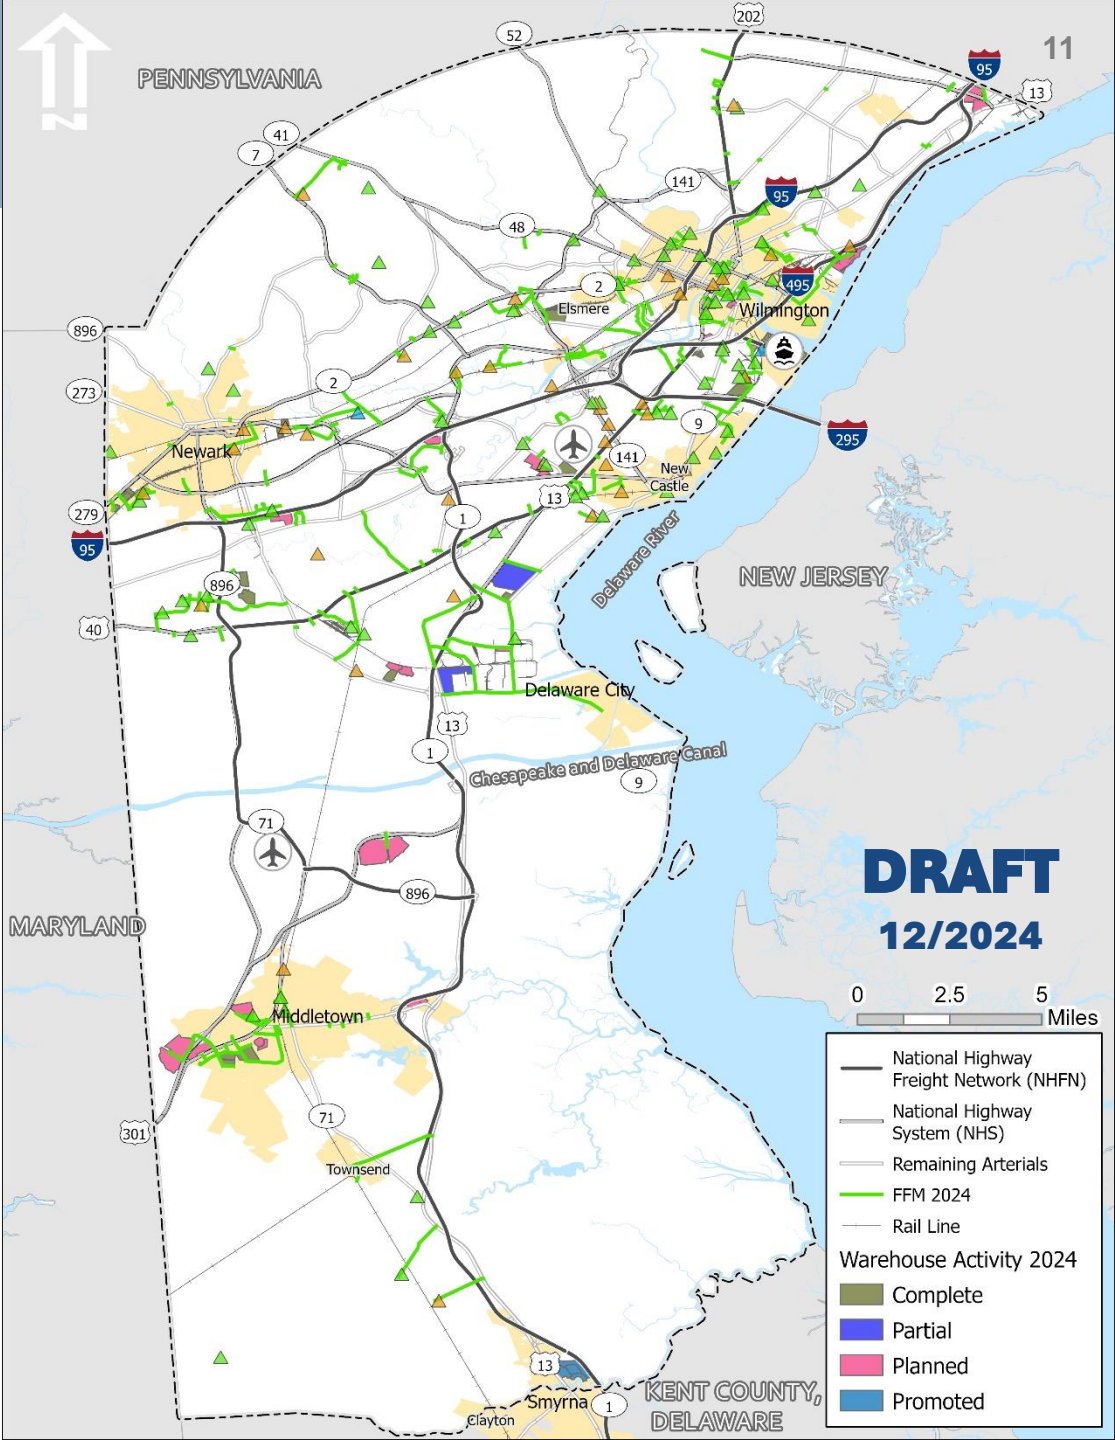 202
52
11
95
PENNSYLVANIA
13
41
7
141
95
48
2
495
Elsmere
Wilmington
896
2
273
9
295
Newark
141
New
Castle
13
279
1
95
Delaware River
NEW JERSEY
896
40
Delaware City
13
1
Chesapeake and Delaware Canal
9
71
DRAFT
896
MARYLAND
12/2024
0 2.5 5
Miles
Middletown
National Highway
Freight Network (NHFN)
National Highway
System (NHS)
Remaining Arterials
FFM 2024
Rail Line
Warehouse Activity 2024
Complete
Partial
Planned
Promoted
71
301
Townsend
13
Smyrna
1
KENT COUNTY,
DELAWARE
Clayton
N